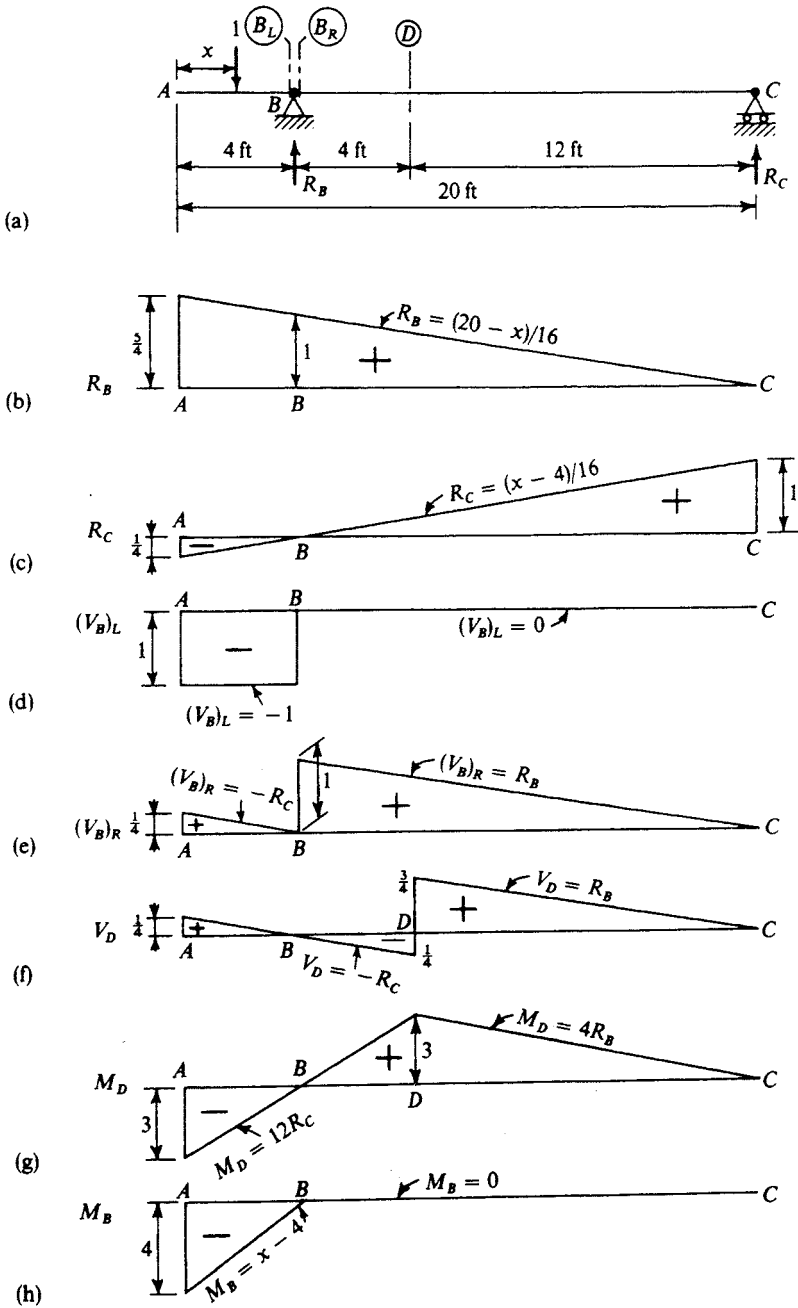 1 B_L B_R D
x
A B C
4 ft 4 ft 12 ft
R_B R_C
20 ft
(a)
R_B = (20 − x)/16
5/4 1 +
R_B A B C
(b)
R_C = (x − 4)/16
A + 1
R_C 1/4 − B C
(c)
A B C
(V_B)_L (V_B)_L = 0
1 −
(V_B)_L = −1
(d)
(V_B)_R = −R_C 1 (V_B)_R = R_B
(V_B)_R 1/4 + + C
A B
(e)
3/4 V_D = R_B
V_D 1/4 + D + C
A B − 1/4
V_D = −R_C
(f)
M_D = 4R_B
A B + 3 C
M_D D
3 −
M_D = 12R_C
(g)
A B M_B = 0 C
M_B
4 −
M_B = x − 4
(h)